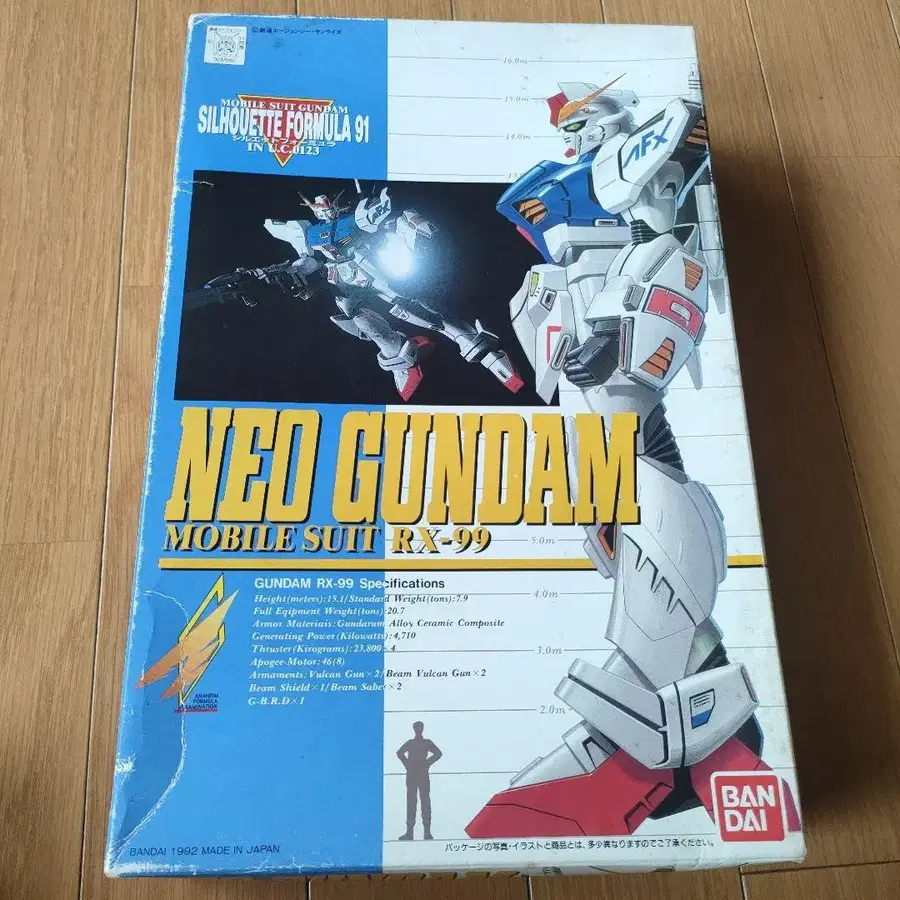 ©創通エージェンシー・サンライズ
MOBILE SUIT GUNDAM
SILHOUETTE FORMULA 91
シルエットフォーミュラ
IN U.C.0123
16.0m
15.0m
14.0m
AFX
AFX
NEO GUNDAM
MOBILE SUIT RX-99
5.0m
GUNDAM RX-99 Specifications
Height(meters):15.1/Standard Weight(tons):7.9
Full Eqipment Weight(tons):20.7
Armor Materiais:Gundarum Alloy Ceramic Composite
Generating Power(Kilowatts):4,710
Thruster(Kirograms):23,800×4
Apogee-Motor:46(8)
Armaments:Vulcan Gun×2/Beam Vulcan Gun×2
Beam Shield×1/Beam Saber×2
G-B.R.D×1
4.0m
3.0m
2.0m
ANAHEIM
FORMULA
EXAMINATION
BAN
DAI
BANDAI 1992 MADE IN JAPAN
パッケージの写真・イラストと商品とは、多少異なりますのでご了承ください。